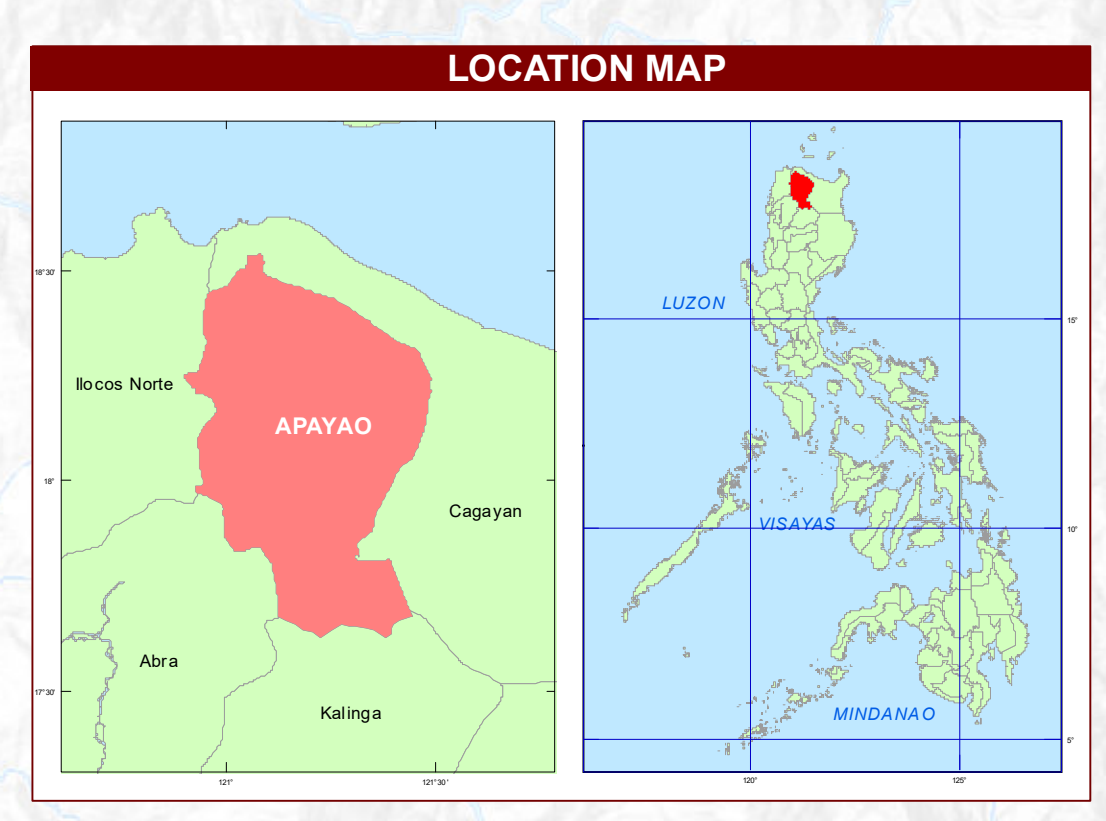 LOCATION MAP
18°30'
Ilocos Norte
APAYAO
18°
Cagayan
Abra
17°30'
Kalinga
121°
121°30'
LUZON
15°
VISAYAS
10°
MINDANAO
5°
120°
125°